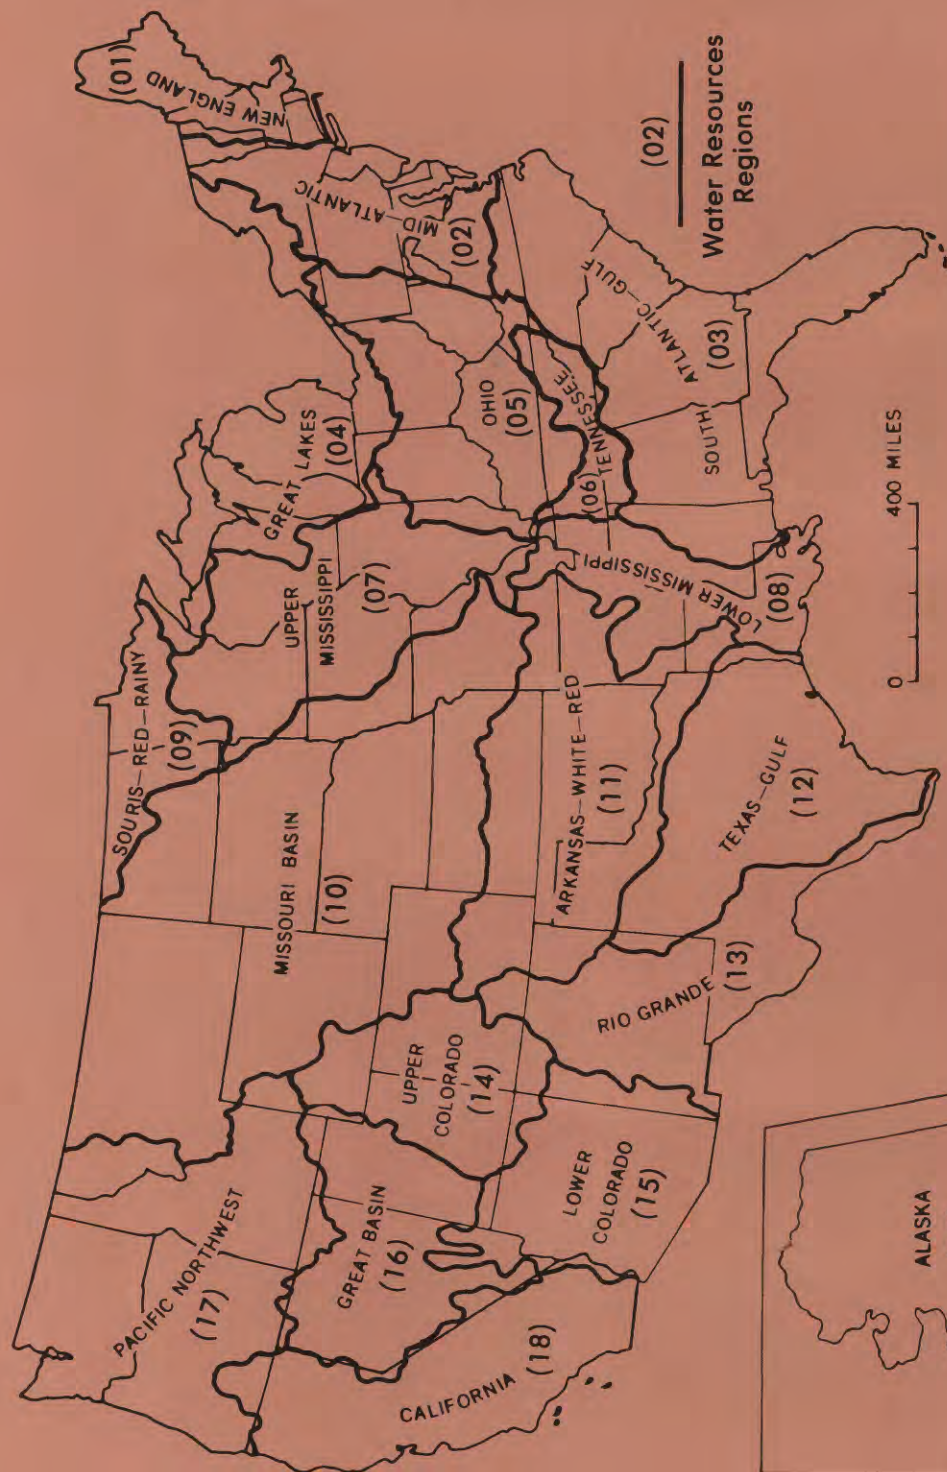 NEW ENGLAND
(01)
MID-ATLANTIC
(02)
SOUTH ATLANTIC-GULF
(03)
GREAT LAKES
(04)
OHIO
(05)
TENNESSEE
(06)
UPPER
MISSISSIPPI
(07)
LOWER MISSISSIPPI
(08)
SOURIS-RED-RAINY
(09)
MISSOURI BASIN
(10)
ARKANSAS-WHITE-RED
(11)
TEXAS-GULF
(12)
RIO GRANDE
(13)
UPPER
COLORADO
(14)
LOWER
COLORADO
(15)
GREAT BASIN
(16)
PACIFIC NORTHWEST
(17)
CALIFORNIA
(18)
ALASKA
0 400 MILES
(02)
Water Resources
Regions